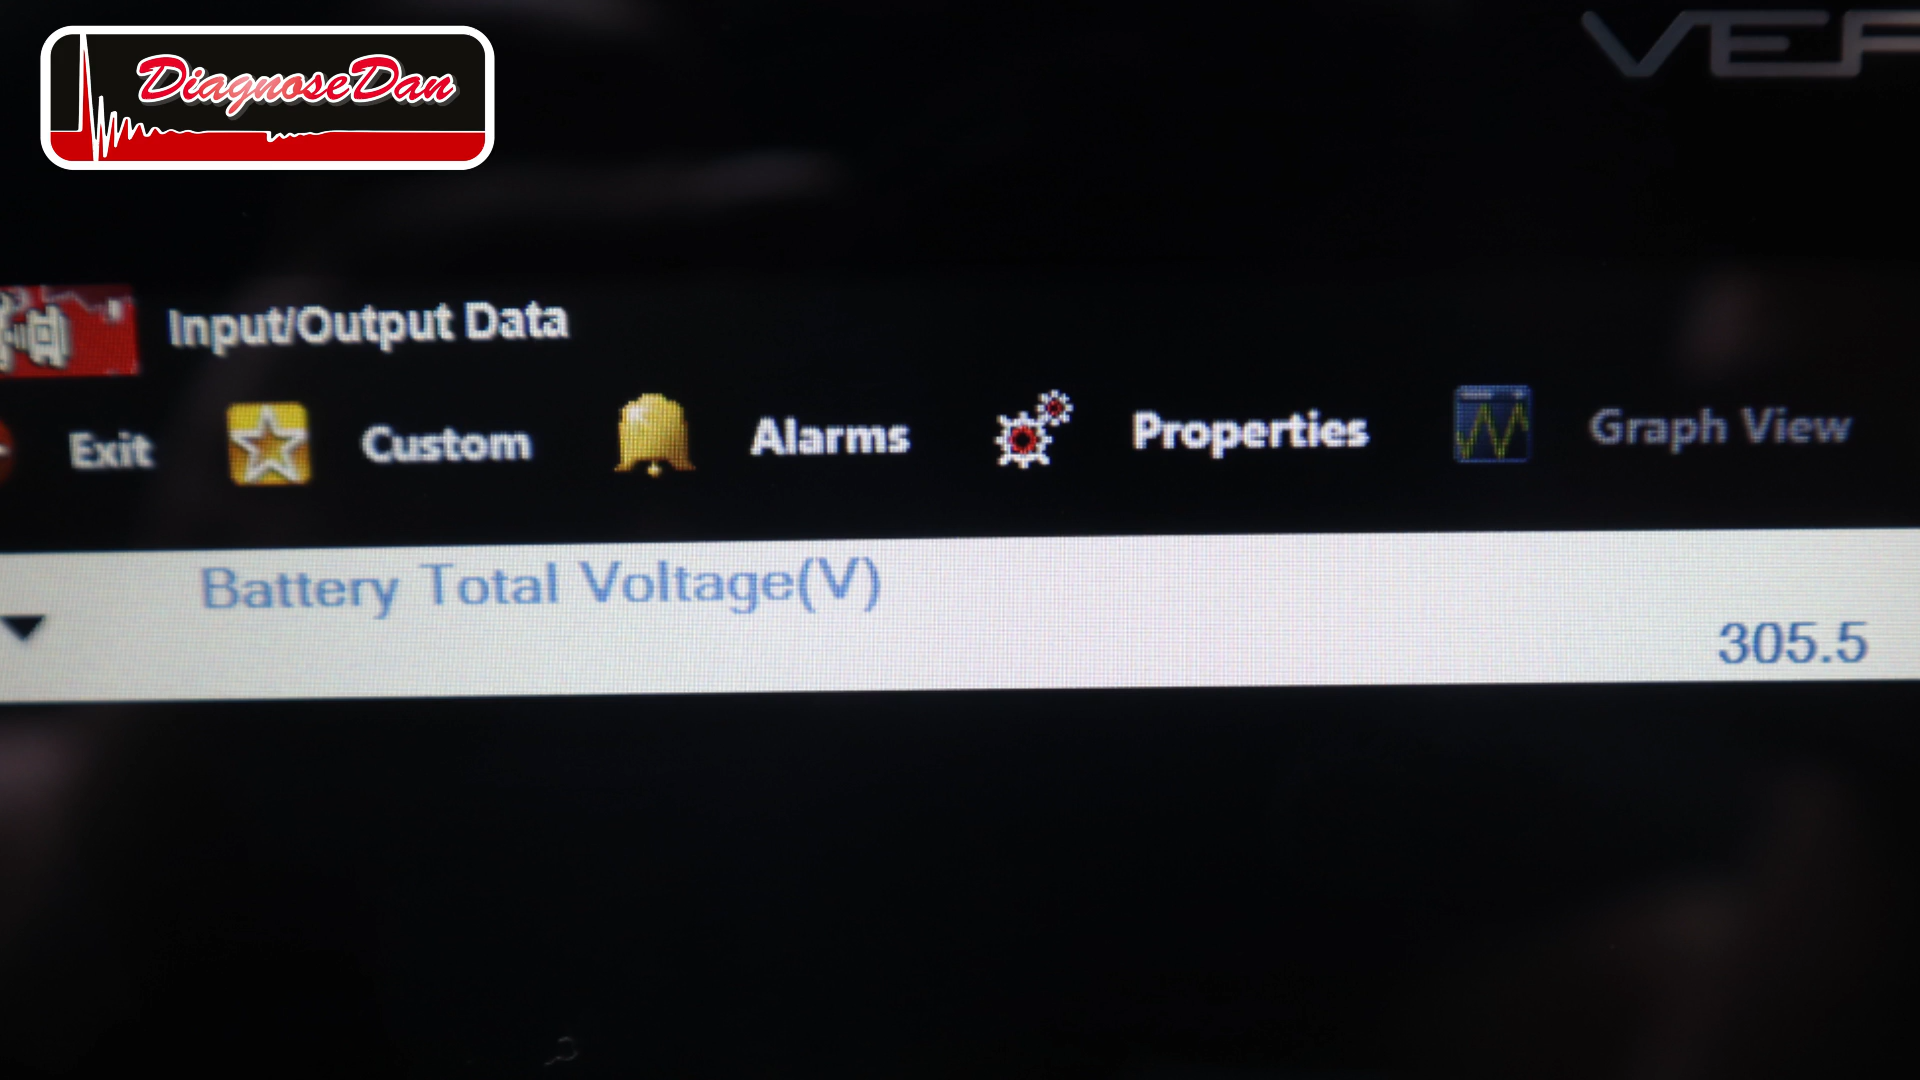 DiagnoseDan
Input/Output Data
Exit Custom Alarms Properties Graph View
Battery Total Voltage(V)
305.5